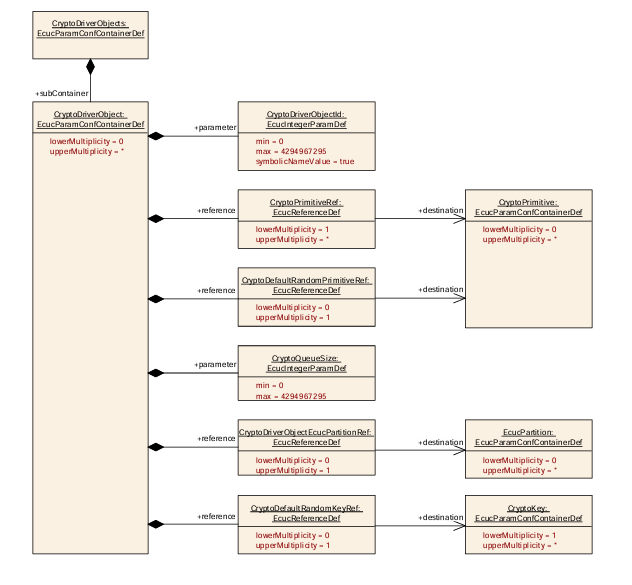 CryptoDriverObjects:
EcucParamConfContainerDef
+subContainer
CryptoDriverObject:
EcucParamConfContainerDef
lowerMultiplicity = 0
upperMultiplicity = *
+parameter
CryptoDriverObjectId:
EcucIntegerParamDef
min = 0
max = 4294967295
symbolicNameValue = true
+reference
CryptoPrimitiveRef:
EcucReferenceDef
lowerMultiplicity = 1
upperMultiplicity = *
+destination
CryptoPrimitive:
EcucParamConfContainerDef
lowerMultiplicity = 0
upperMultiplicity = *
+reference
CryptoDefaultRandomPrimitiveRef:
EcucReferenceDef
lowerMultiplicity = 0
upperMultiplicity = 1
+destination
+parameter
CryptoQueueSize:
EcucIntegerParamDef
min = 0
max = 4294967295
+reference
CryptoDriverObjectEcucPartitionRef:
EcucReferenceDef
lowerMultiplicity = 0
upperMultiplicity = 1
+destination
EcucPartition:
EcucParamConfContainerDef
lowerMultiplicity = 0
upperMultiplicity = *
+reference
CryptoDefaultRandomKeyRef:
EcucReferenceDef
lowerMultiplicity = 0
upperMultiplicity = 1
+destination
CryptoKey:
EcucParamConfContainerDef
lowerMultiplicity = 1
upperMultiplicity = *